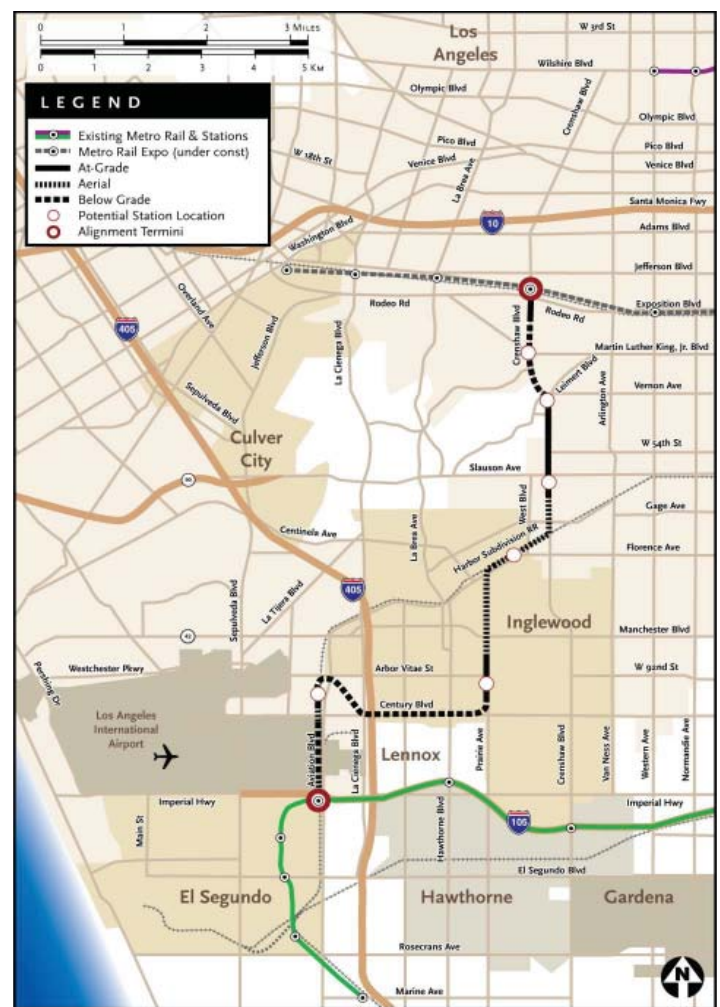 0 1 2 3 MILES
0 1 2 3 4 5 KM
LEGEND
Existing Metro Rail & Stations
Metro Rail Expo (under const)
At-Grade
Aerial
Below Grade
Potential Station Location
Alignment Termini
Los
Angeles
W 3rd St
Wilshire Blvd
Olympic Blvd
Crenshaw Blvd
Olympic Blvd
Pico Blvd
Pico Blvd
W 18th St
Venice Blvd
Venice Blvd
La Brea Ave
Santa Monica Fwy
10
Washington Blvd
Adams Blvd
Jefferson Blvd
Overland Ave
Rodeo Rd
Rodeo Rd
Exposition Blvd
405
Jefferson Blvd
La Cienega Blvd
Crenshaw Blvd
Martin Luther King, Jr. Blvd
Leimert Blvd
Arlington Ave
Vernon Ave
Sepulveda Blvd
Culver
City
W 54th St
Slauson Ave
90
West Blvd
Gage Ave
Centinela Ave
La Brea Ave
Harbor Subdivision RR
Florence Ave
405
Sepulveda Blvd
La Tijera Blvd
Inglewood
42
Manchester Blvd
Pershing Dr
Westchester Pkwy
Arbor Vitae St
W 92nd St
Century Blvd
Los Angeles
International
Airport
Aviation Blvd
La Cienega Blvd
Lennox
Prairie Ave
Crenshaw Blvd
Van Ness Ave
Western Ave
Normandie Ave
Imperial Hwy
Imperial Hwy
Main St
Hawthorne Blvd
105
El Segundo Blvd
El Segundo
Hawthorne
Gardena
Rosecrans Ave
Marine Ave
N